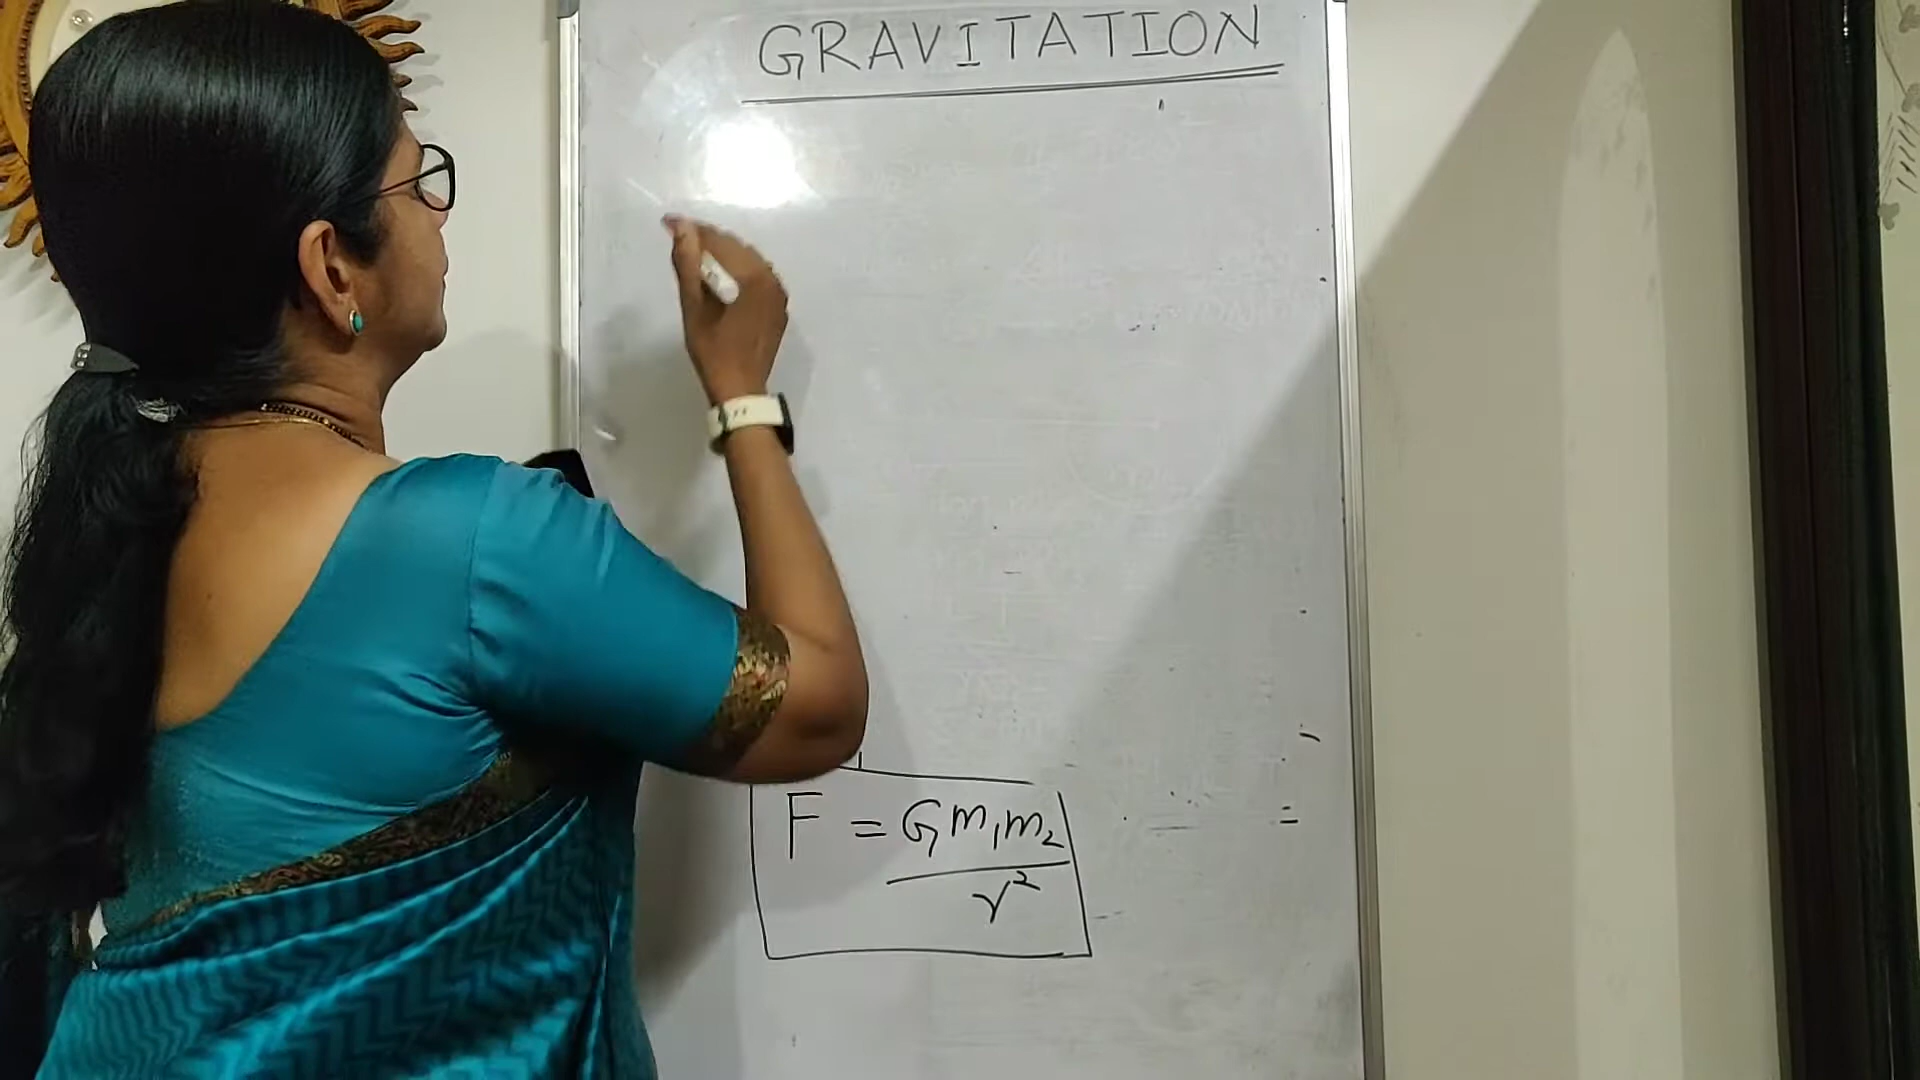 GRAVITATION
F = Gm₁m₂
r²